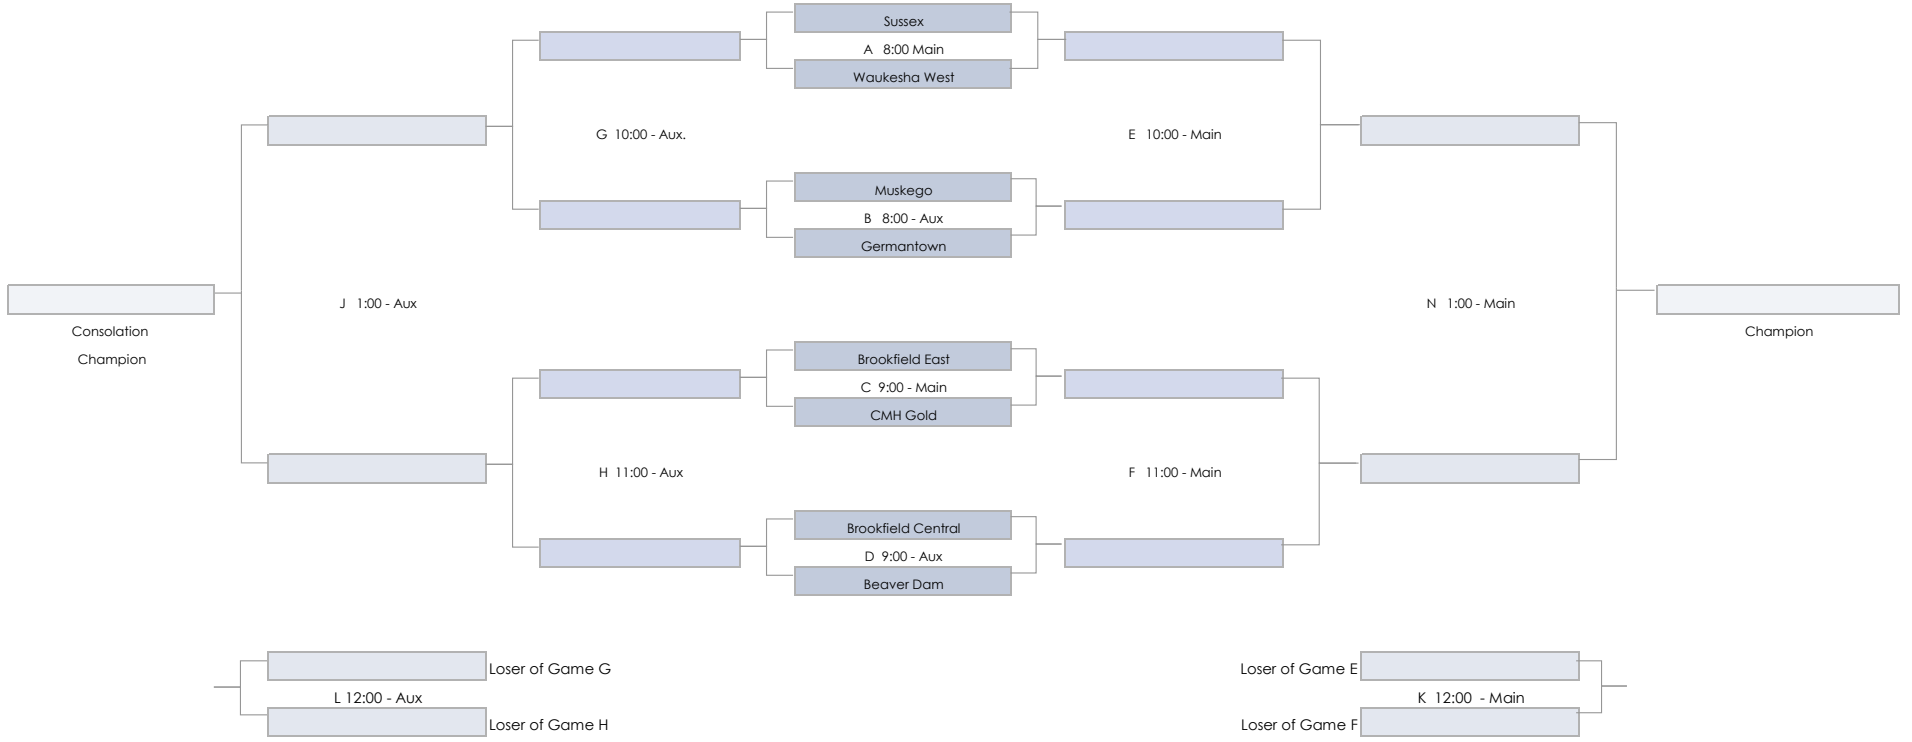 Sussex
A 8:00 Main
Waukesha West
G 10:00 - Aux.
E 10:00 - Main
Muskego
B 8:00 - Aux
Germantown
J 1:00 - Aux
N 1:00 - Main
Consolation
Champion
Champion
Brookfield East
C 9:00 - Main
CMH Gold
H 11:00 - Aux
F 11:00 - Main
Brookfield Central
D 9:00 - Aux
Beaver Dam
Loser of Game G
L 12:00 - Aux
Loser of Game H
Loser of Game E
K 12:00 - Main
Loser of Game F